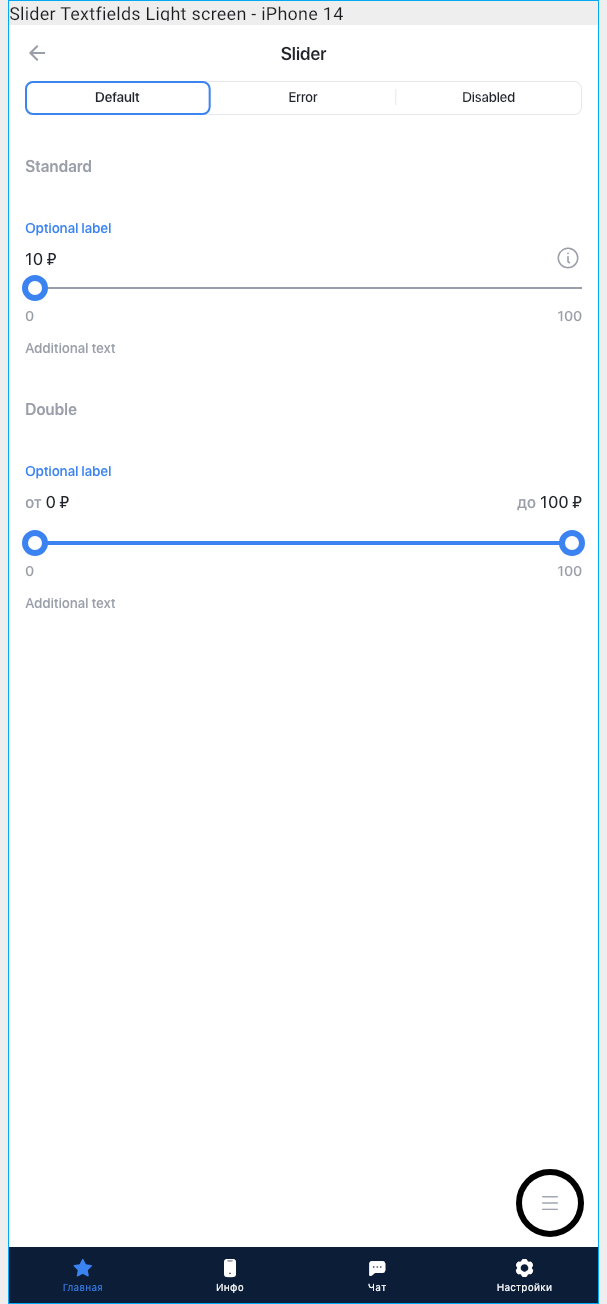 Slider Textfields Light screen - iPhone 14
Slider
Default Error Disabled
Standard
Optional label
10 ₽
0 100
Additional text
Double
Optional label
от 0 ₽ до 100 ₽
0 100
Additional text
Главная Инфо Чат Настройки